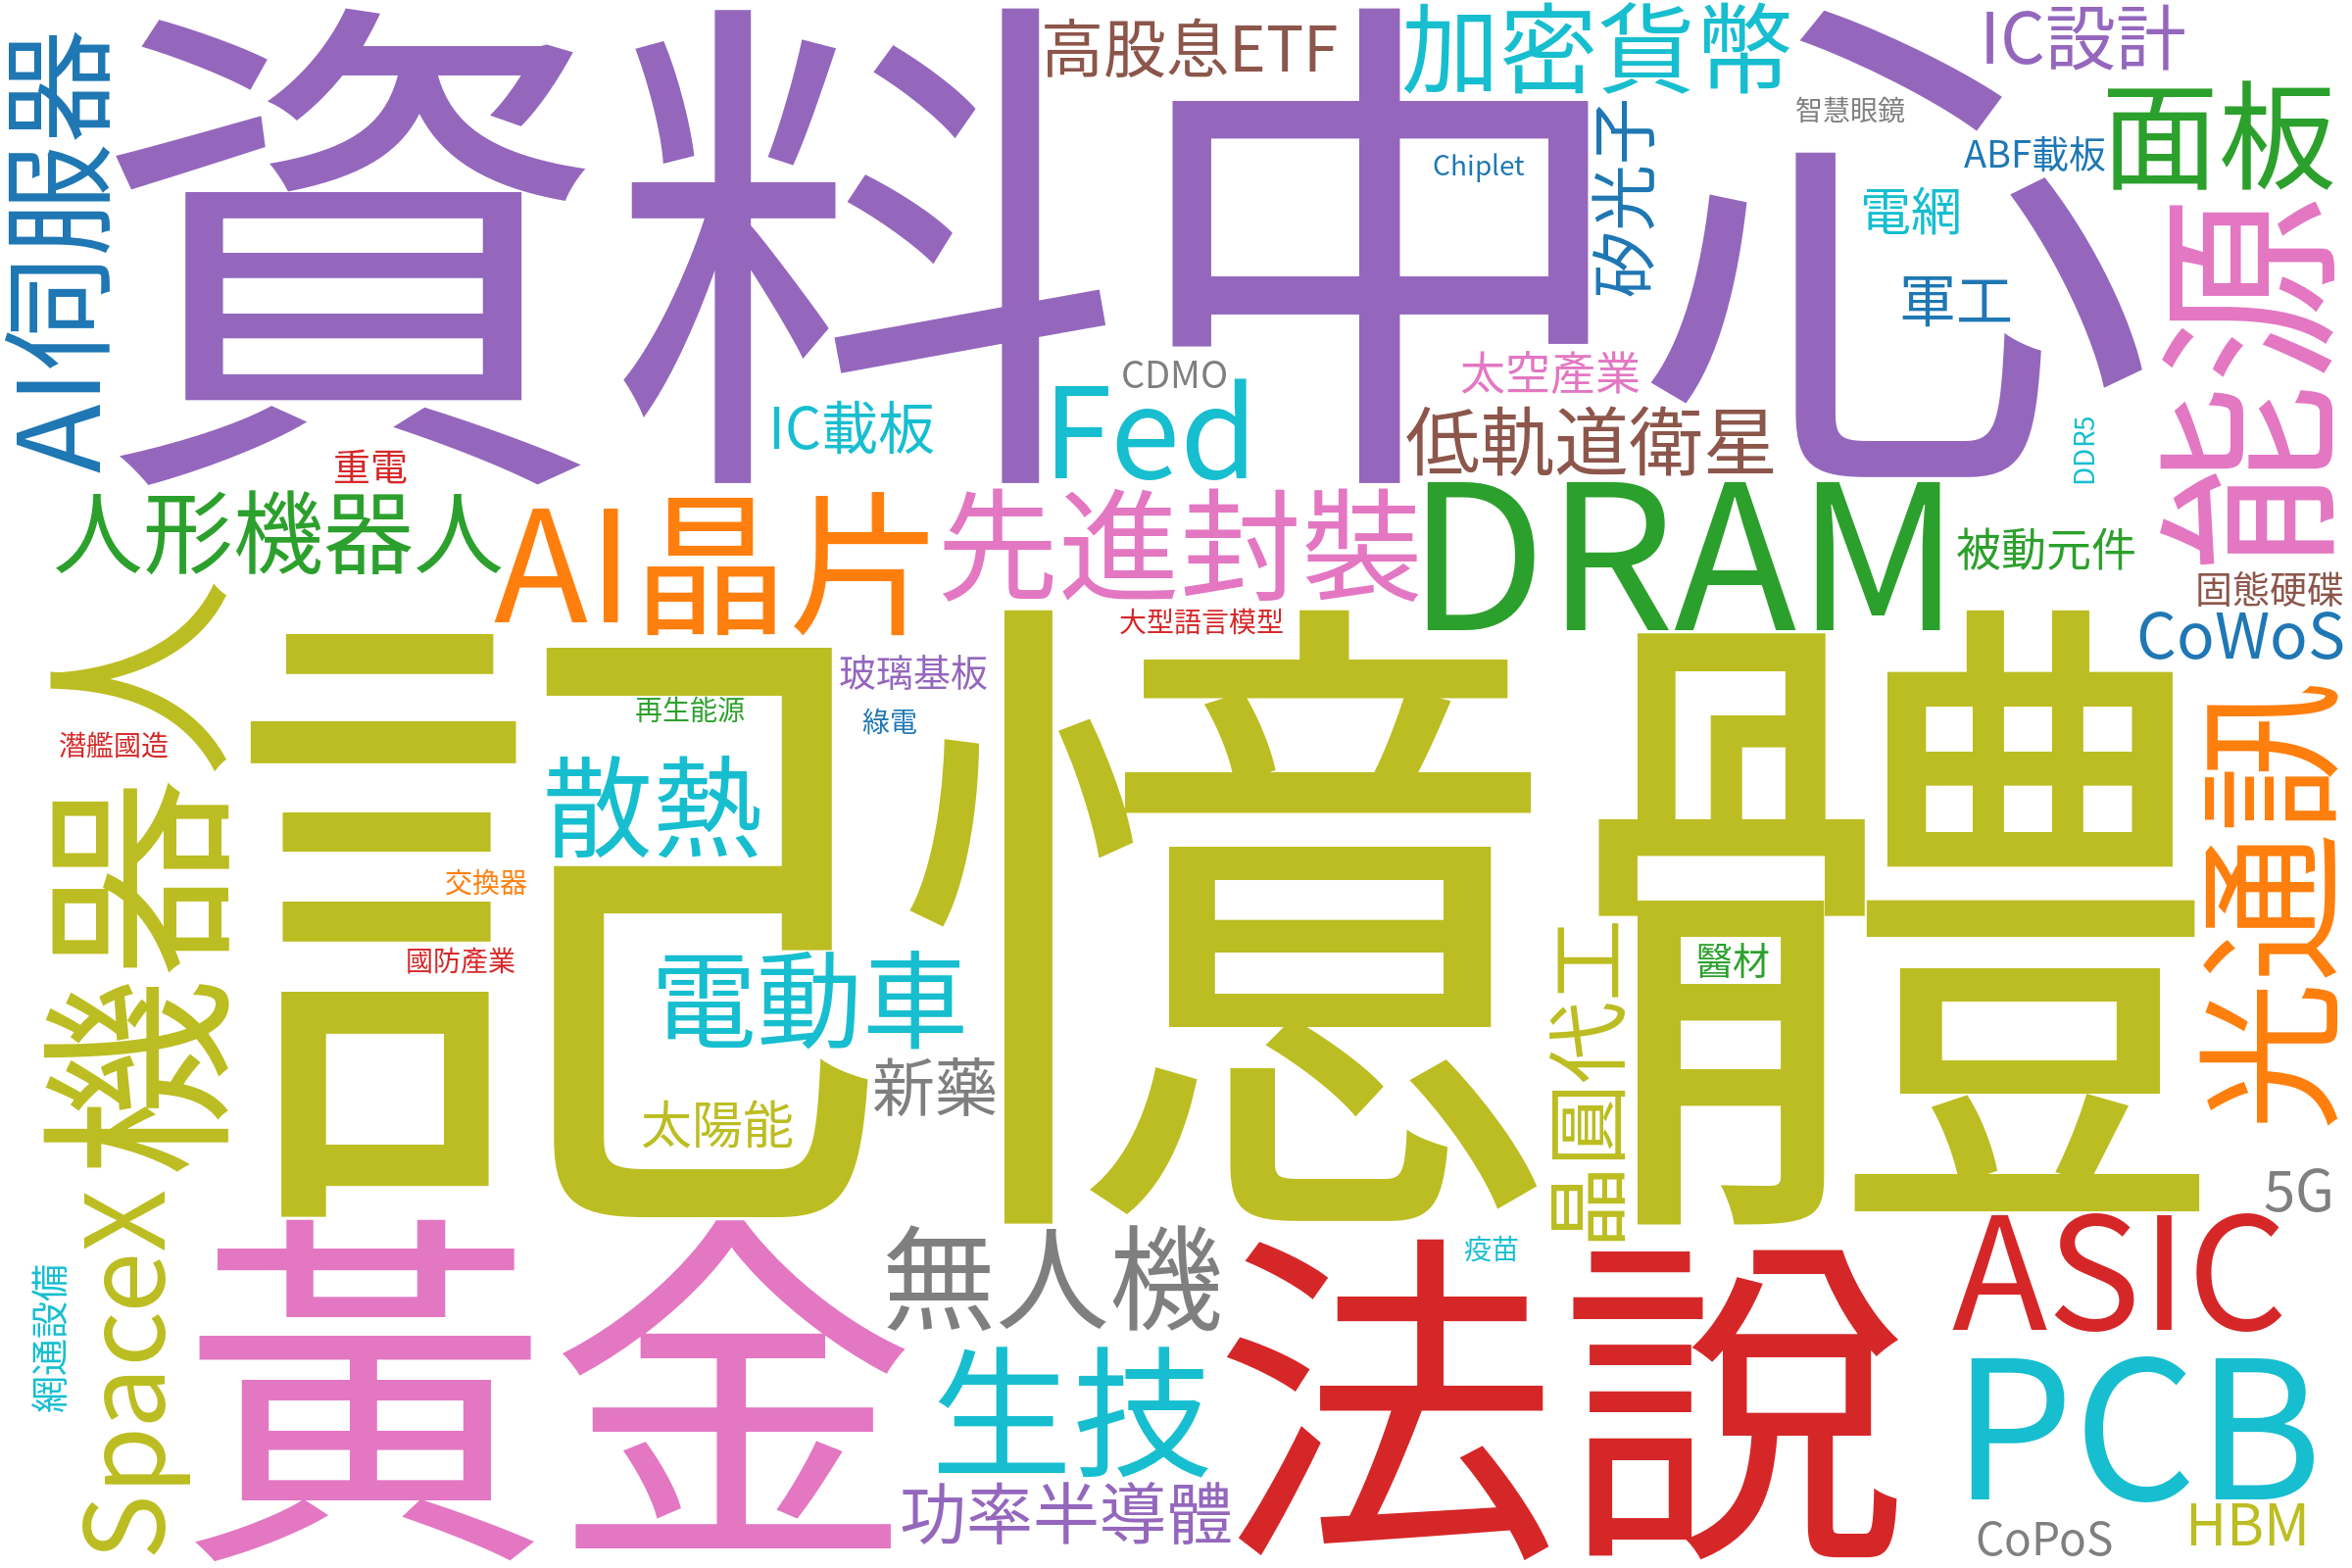 資料中心
AI伺服器
高股息ETF
加密貨幣
IC設計
智慧眼鏡
面板
ABF載板
Chiplet
矽光子
電網
能源
軍工
CDMO
太空產業
Fed
IC載板
低軌道衛星
DDR5
重電
人形機器人
AI晶片
先進封裝
DRAM
被動元件
固態硬碟
大型語言模型
CoWoS
記憶體
機器人
玻璃基板
再生能源
綠電
潛艦國造
散熱
光通訊
交換器
國防產業
電動車
醫材
晶圓代工
新藥
太陽能
5G
Spacex
黃金
無人機
疫苗
法說
ASIC
網通設備
生技
PCB
功率半導體
HBM
CoPoS